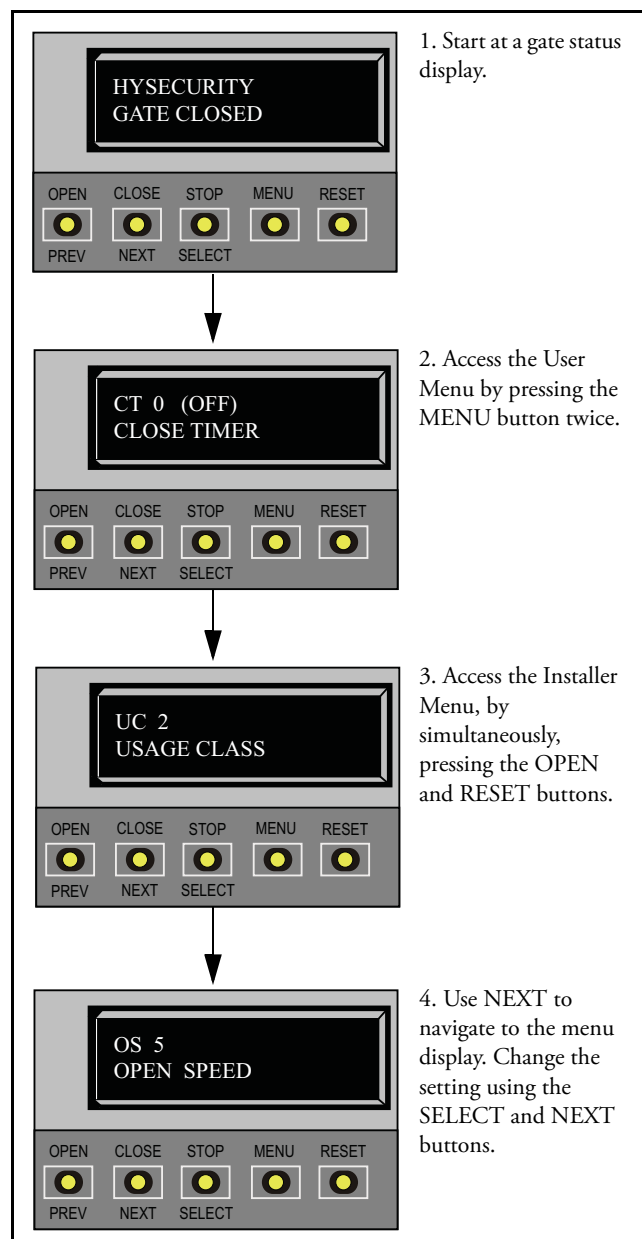 HYSECURITY
GATE CLOSED
OPEN CLOSE STOP MENU RESET
PREV NEXT SELECT
1. Start at a gate status
display.
CT 0 (OFF)
CLOSE TIMER
OPEN CLOSE STOP MENU RESET
PREV NEXT SELECT
2. Access the User
Menu by pressing the
MENU button twice.
UC 2
USAGE CLASS
OPEN CLOSE STOP MENU RESET
PREV NEXT SELECT
3. Access the Installer
Menu, by
simultaneously,
pressing the OPEN
and RESET buttons.
OS 5
OPEN SPEED
OPEN CLOSE STOP MENU RESET
PREV NEXT SELECT
4. Use NEXT to
navigate to the menu
display. Change the
setting using the
SELECT and NEXT
buttons.